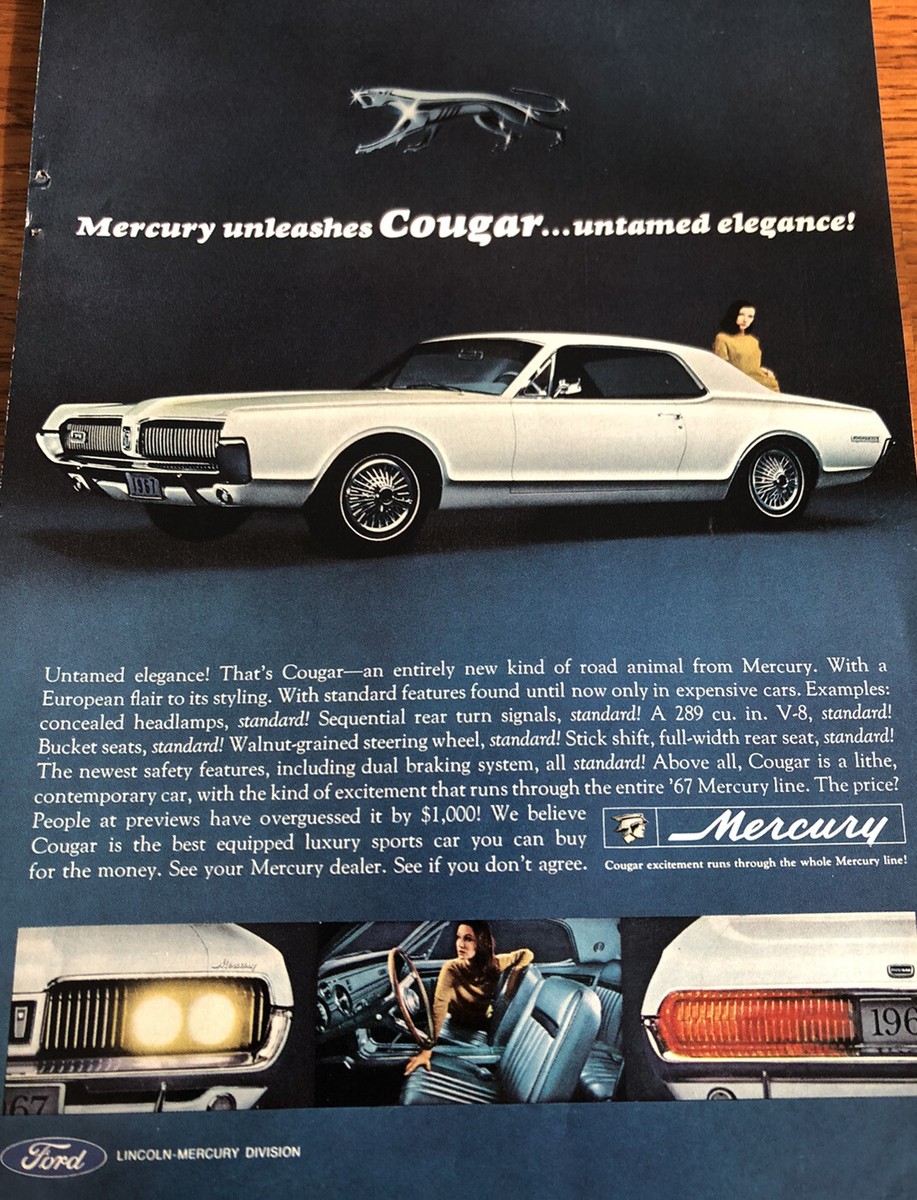 Mercury unleashes Cougar...untamed elegance!
1967
Untamed elegance! That's Cougar—an entirely new kind of road animal from Mercury. With a
European flair to its styling. With standard features found until now only in expensive cars. Examples:
concealed headlamps, standard! Sequential rear turn signals, standard! A 289 cu. in. V-8, standard!
Bucket seats, standard! Walnut-grained steering wheel, standard! Stick shift, full-width rear seat, standard!
The newest safety features, including dual braking system, all standard! Above all, Cougar is a lithe,
contemporary car, with the kind of excitement that runs through the entire '67 Mercury line. The price?
People at previews have overguessed it by $1,000! We believe
Cougar is the best equipped luxury sports car you can buy
for the money. See your Mercury dealer. See if you don't agree.
Mercury
Cougar excitement runs through the whole Mercury line!
Mercury
196
67
Ford LINCOLN-MERCURY DIVISION